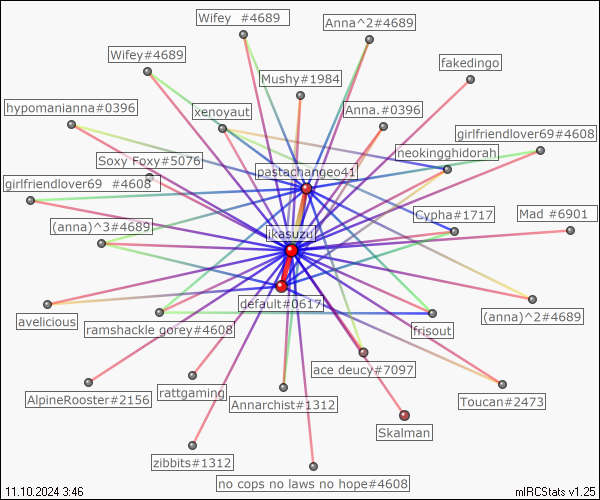 Wifey #4689
Anna^2#4689
Wifey#4689
fakedingo
Mushy#1984
hypomanianna#0396
xenoyaut
Anna.#0396
girlfriendlover69#4608
neokingghidorah
Soxy Foxy#5076
pastachangeo41
girlfriendlover69 #4608
Cypha#1717
Mad #6901
(anna)^3#4689
ikasuzu
default#0617
(anna)^2#4689
avelicious
ramshackle gorey#4608
frisout
ace deucy#7097
AlpineRooster#2156
rattgaming
Annarchist#1312
Toucan#2473
Skalman
zibbits#1312
no cops no laws no hope#4608
11.10.2024 3:46
mIRCStats v1.25